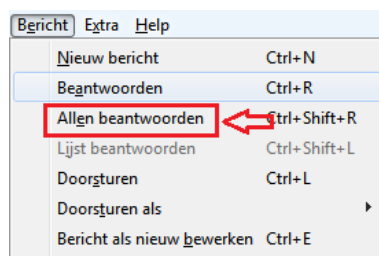 Bericht Extra Help
Nieuw bericht Ctrl+N
Beantwoorden Ctrl+R
Allen beantwoorden Ctrl+Shift+R
Lijst beantwoorden Ctrl+Shift+L
Doorsturen Ctrl+L
Doorsturen als
Bericht als nieuw bewerken Ctrl+E